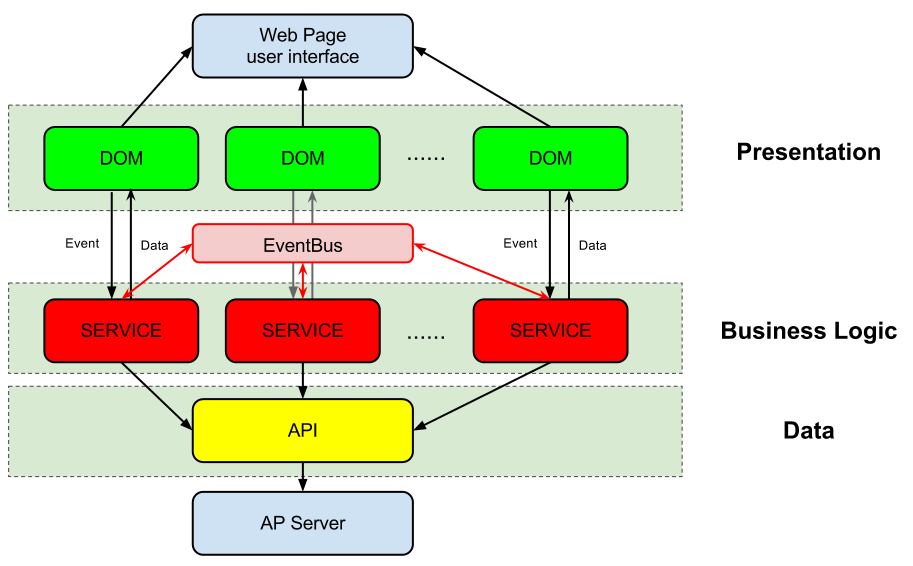 Web Page
user interface
DOM
DOM
......
DOM
Presentation
Event
Data
EventBus
Event
Data
SERVICE
SERVICE
......
SERVICE
Business Logic
API
Data
AP Server